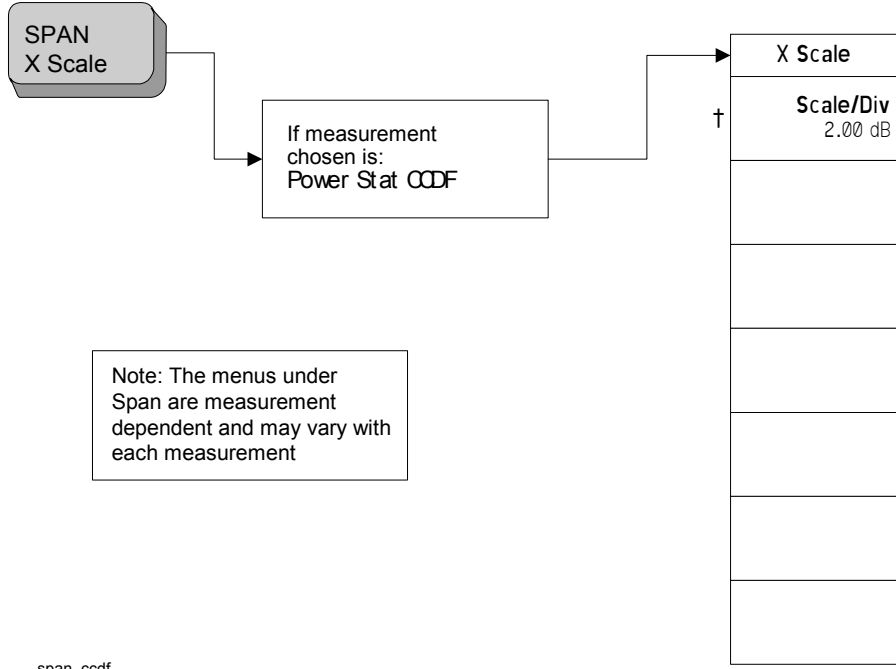 SPAN
X Scale
If measurement
chosen is:
Power Stat CCDF
X Scale
†
Scale/Div
2.00 dB
Note: The menus under
Span are measurement
dependent and may vary with
each measurement
span_ccdf